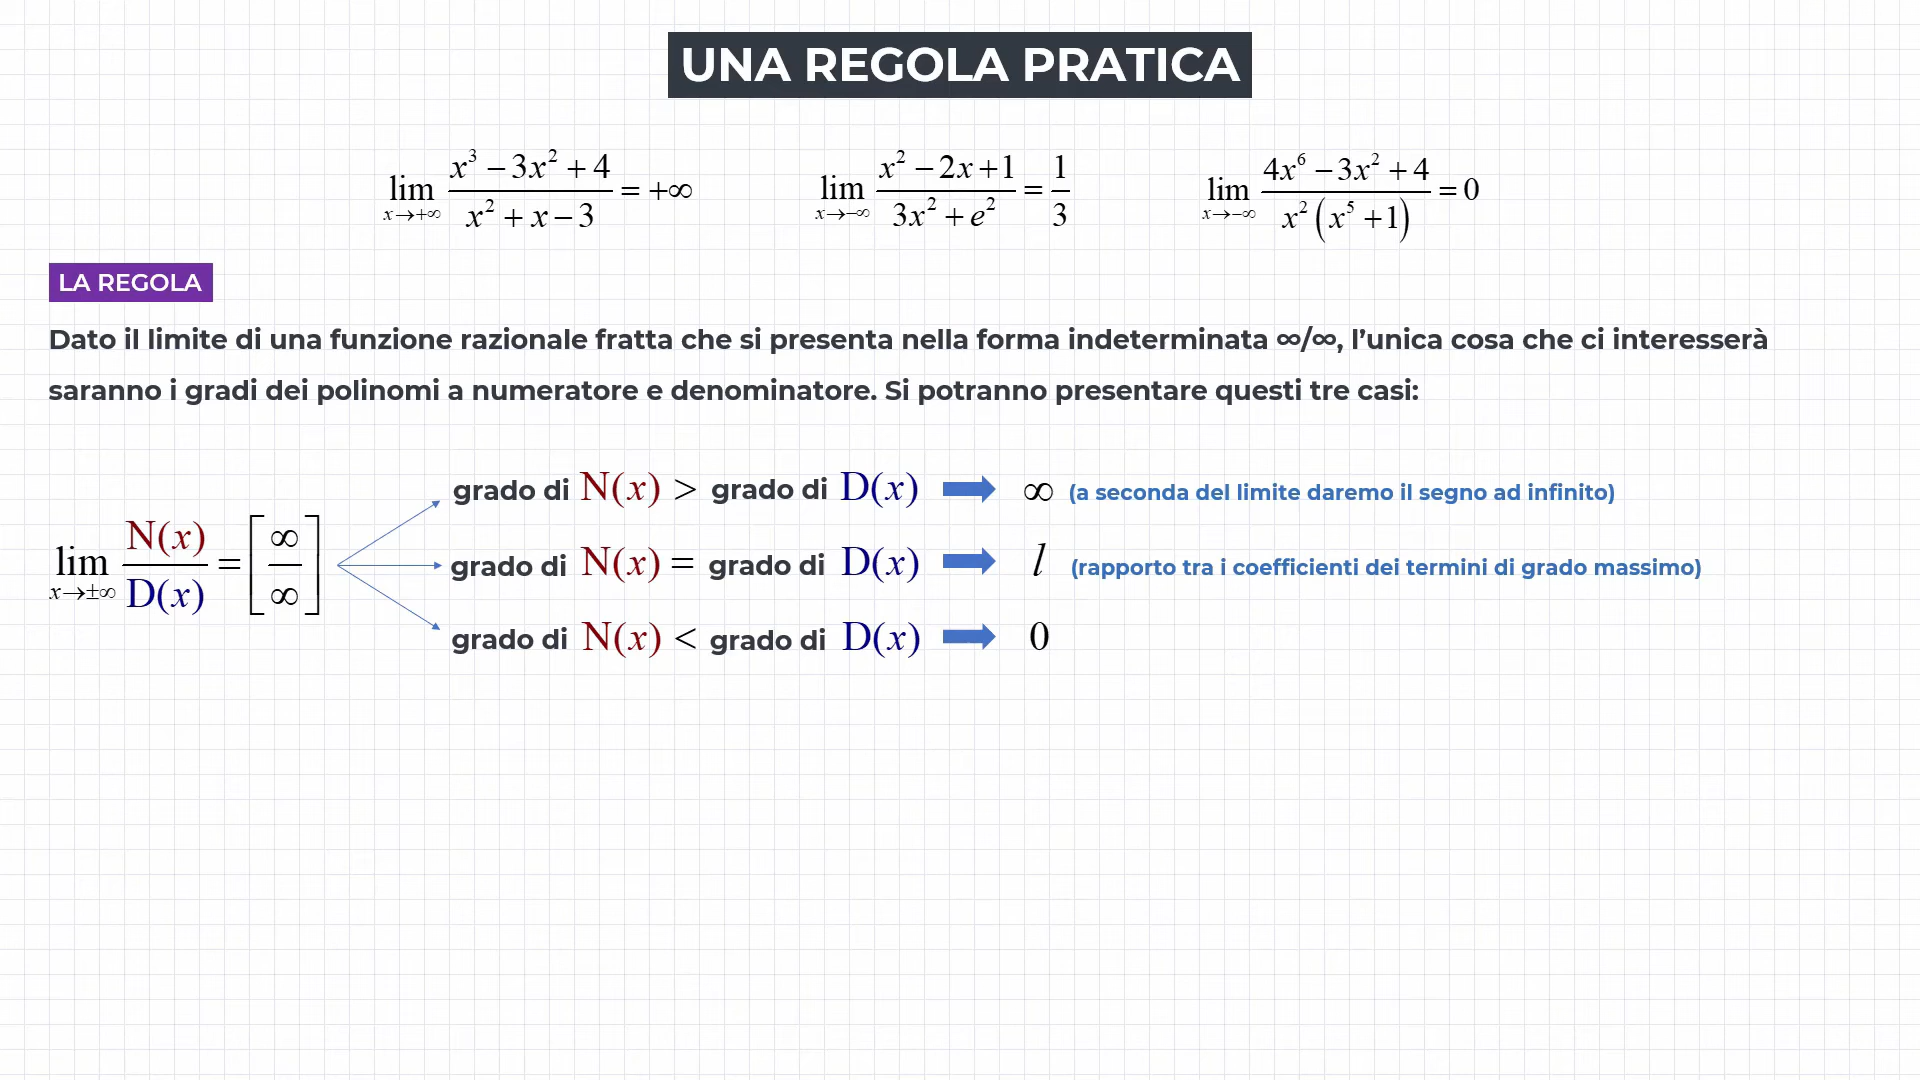 UNA REGOLA PRATICA
lim x→+∞ (x³ − 3x² + 4)/(x² + x − 3) = +∞
lim x→−∞ (x² − 2x + 1)/(3x² + e²) = 1/3
lim x→−∞ (4x⁶ − 3x² + 4)/(x²(x⁵ + 1)) = 0
LA REGOLA
Dato il limite di una funzione razionale fratta che si presenta nella forma indeterminata ∞/∞, l’unica cosa che ci interesserà
saranno i gradi dei polinomi a numeratore e denominatore. Si potranno presentare questi tre casi:
lim x→±∞ N(x)/D(x) = [∞/∞]
grado di N(x) > grado di D(x) ∞ (a seconda del limite daremo il segno ad infinito)
grado di N(x) = grado di D(x) l (rapporto tra i coefficienti dei termini di grado massimo)
grado di N(x) < grado di D(x) 0